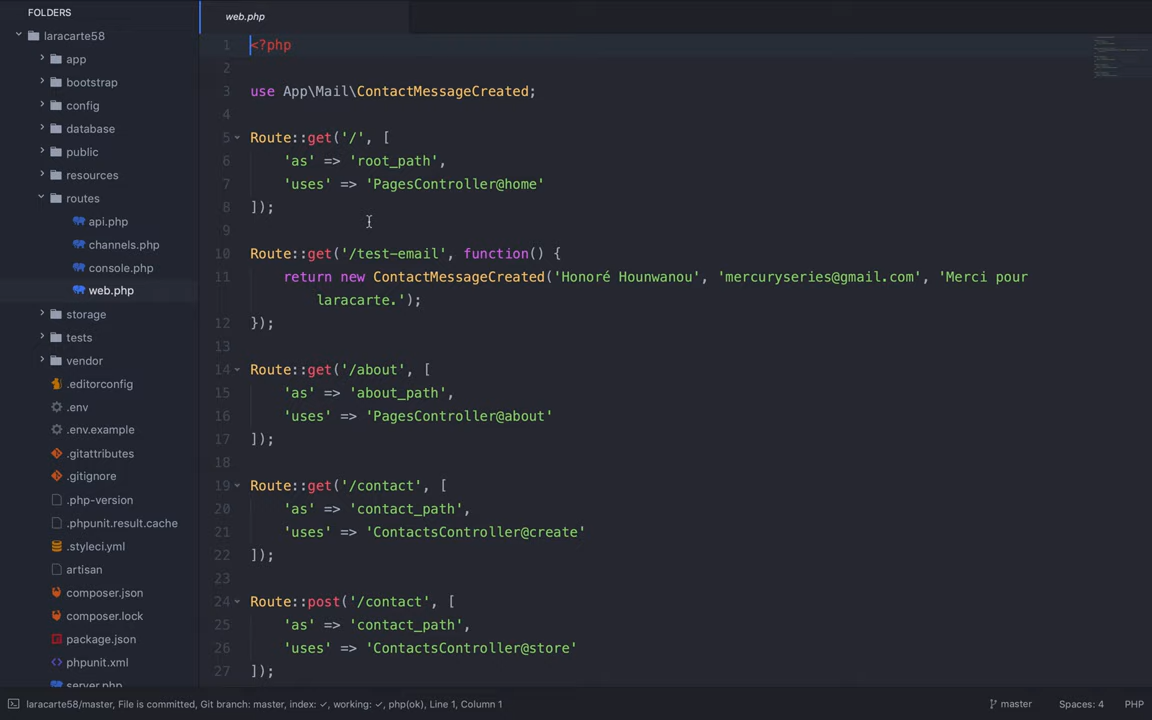 FOLDERS
laracarte58
app
bootstrap
config
database
public
resources
routes
api.php
channels.php
console.php
web.php
storage
tests
vendor
.editorconfig
.env
.env.example
.gitattributes
.gitignore
.php-version
.phpunit.result.cache
.styleci.yml
artisan
composer.json
composer.lock
package.json
phpunit.xml
server.php
web.php
1 <?php
2
3 use App\Mail\ContactMessageCreated;
4
5 Route::get('/', [
6 'as' => 'root_path',
7 'uses' => 'PagesController@home'
8 ]);
9
10 Route::get('/test-email', function() {
11 return new ContactMessageCreated('Honoré Hounwanou', 'mercuryseries@gmail.com', 'Merci pour
laracarte.');
12 });
13
14 Route::get('/about', [
15 'as' => 'about_path',
16 'uses' => 'PagesController@about'
17 ]);
18
19 Route::get('/contact', [
20 'as' => 'contact_path',
21 'uses' => 'ContactsController@create'
22 ]);
23
24 Route::post('/contact', [
25 'as' => 'contact_path',
26 'uses' => 'ContactsController@store'
27 ]);
laracarte58/master, File is committed, Git branch: master, index: ✓, working: ✓, php(ok), Line 1, Column 1
master
Spaces: 4
PHP